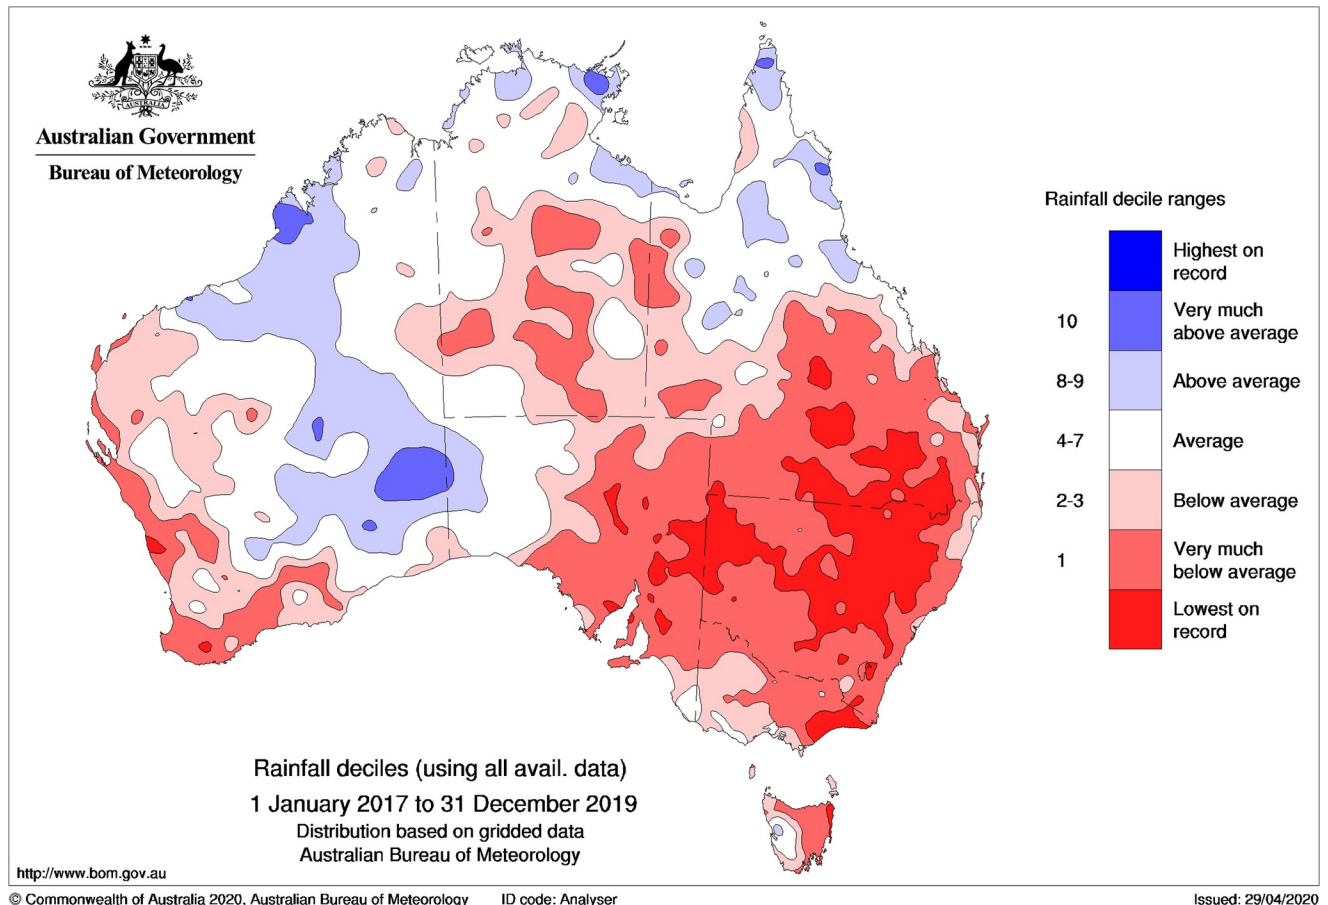 AUSTRALIA
Australian Government
Bureau of Meteorology
Rainfall decile ranges
Highest on
record
10
Very much
above average
8-9
Above average
4-7
Average
2-3
Below average
1
Very much
below average
Lowest on
record
Rainfall deciles (using all avail. data)
1 January 2017 to 31 December 2019
Distribution based on gridded data
Australian Bureau of Meteorology
http://www.bom.gov.au
© Commonwealth of Australia 2020, Australian Bureau of Meteorology ID code: Analyser Issued: 29/04/2020